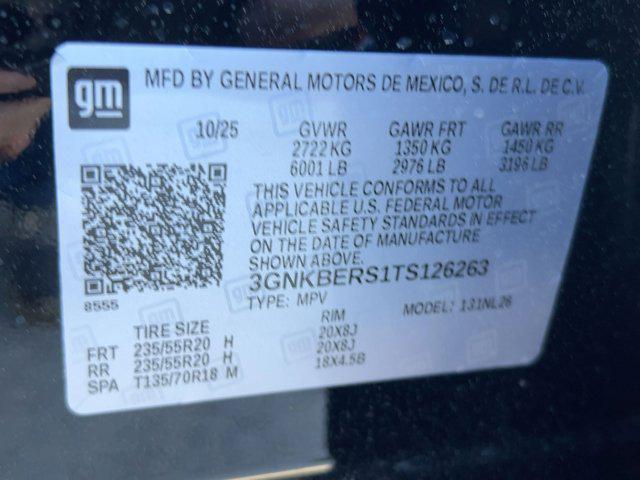 gm MFD BY GENERAL MOTORS DE MEXICO, S. DE R.L. DE C.V.
10/25 GVWR GAWR FRT GAWR RR
2722 KG 1350 KG 1450 KG
6001 LB 2976 LB 3196 LB
THIS VEHICLE CONFORMS TO ALL
APPLICABLE U.S. FEDERAL MOTOR
VEHICLE SAFETY STANDARDS IN EFFECT
ON THE DATE OF MANUFACTURE
SHOWN ABOVE.
3GNKBERS1TS126263
8555
TYPE: MPV MODEL: 131NL26
TIRE SIZE RIM
FRT 235/55R20 H 20X8J
RR 235/55R20 H 20X8J
SPA T135/70R18 M 18X4.5B